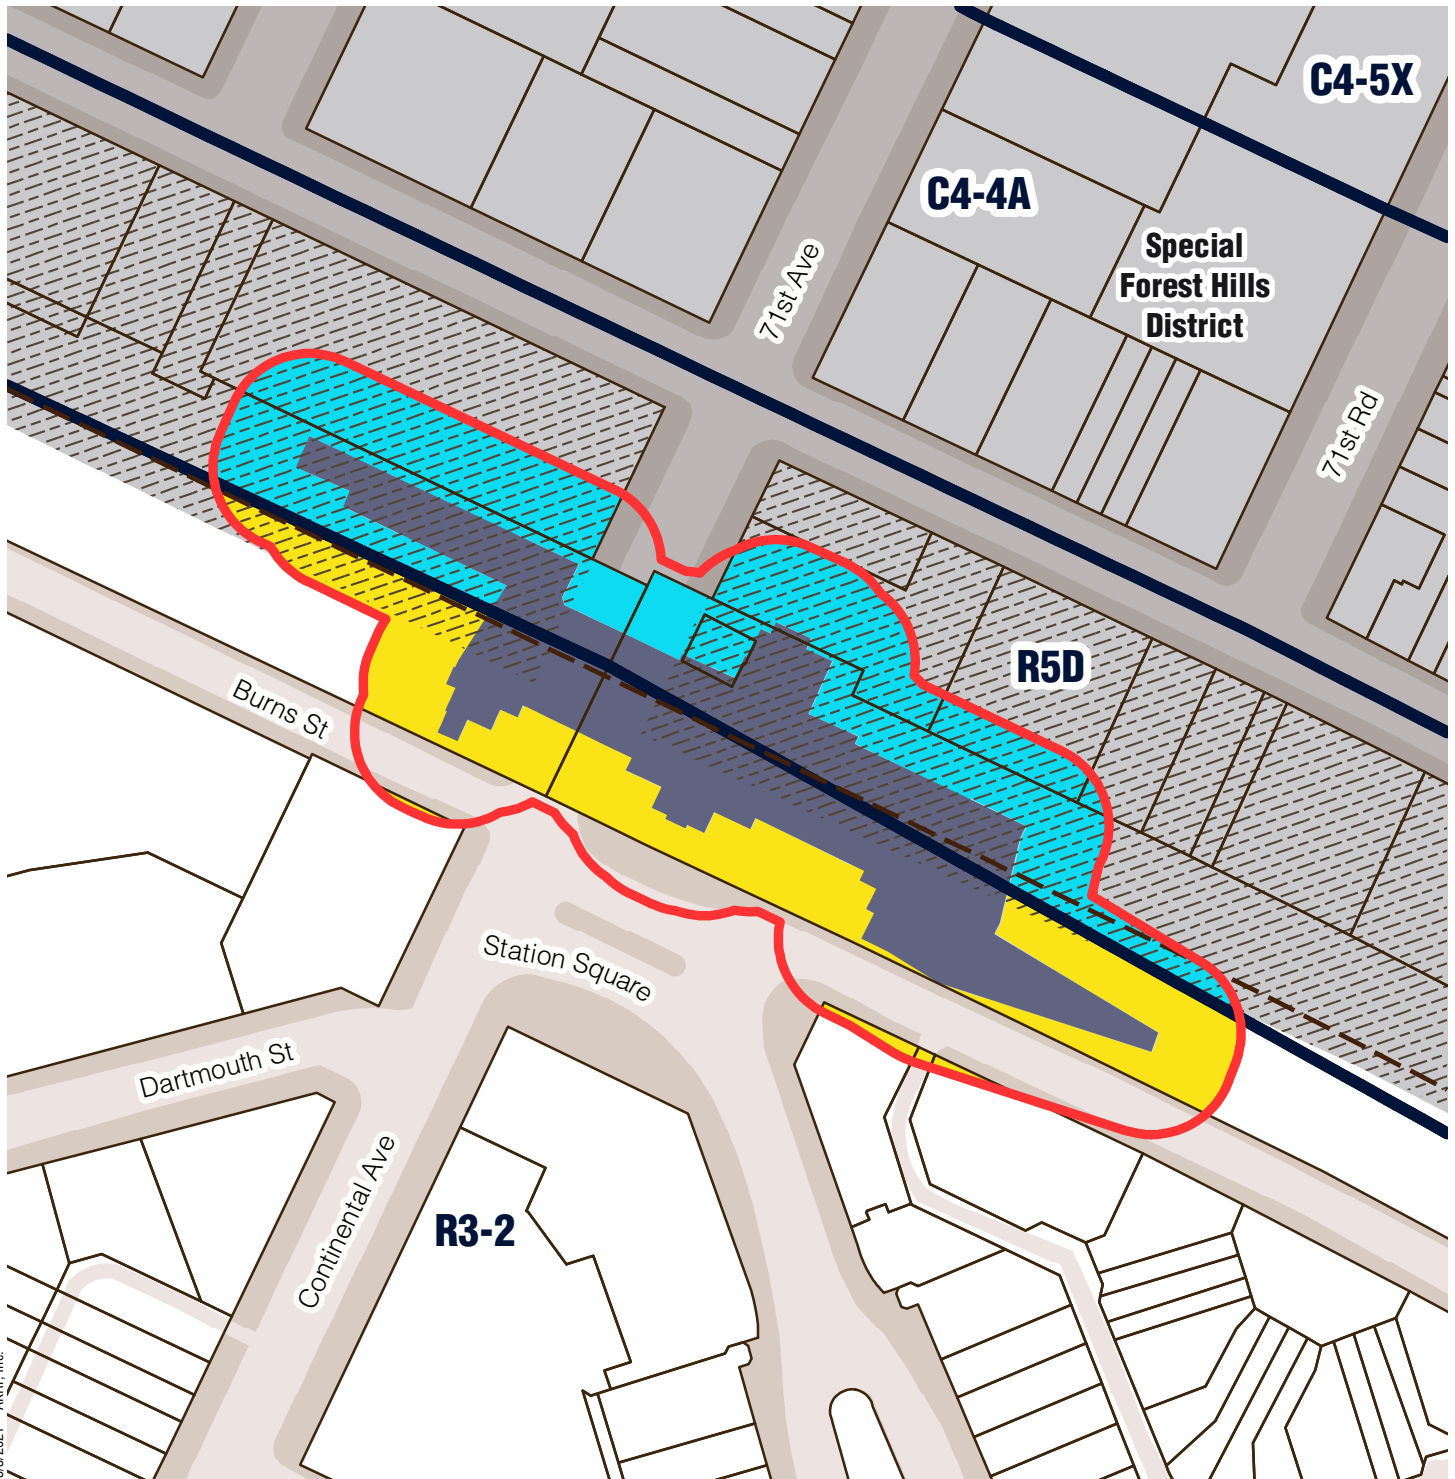 C4-5X
C4-4A
Special
Forest Hills
District
71st Ave
71st Rd
R5D
Burns St
Station Square
Dartmouth St
Continental Ave
R3-2